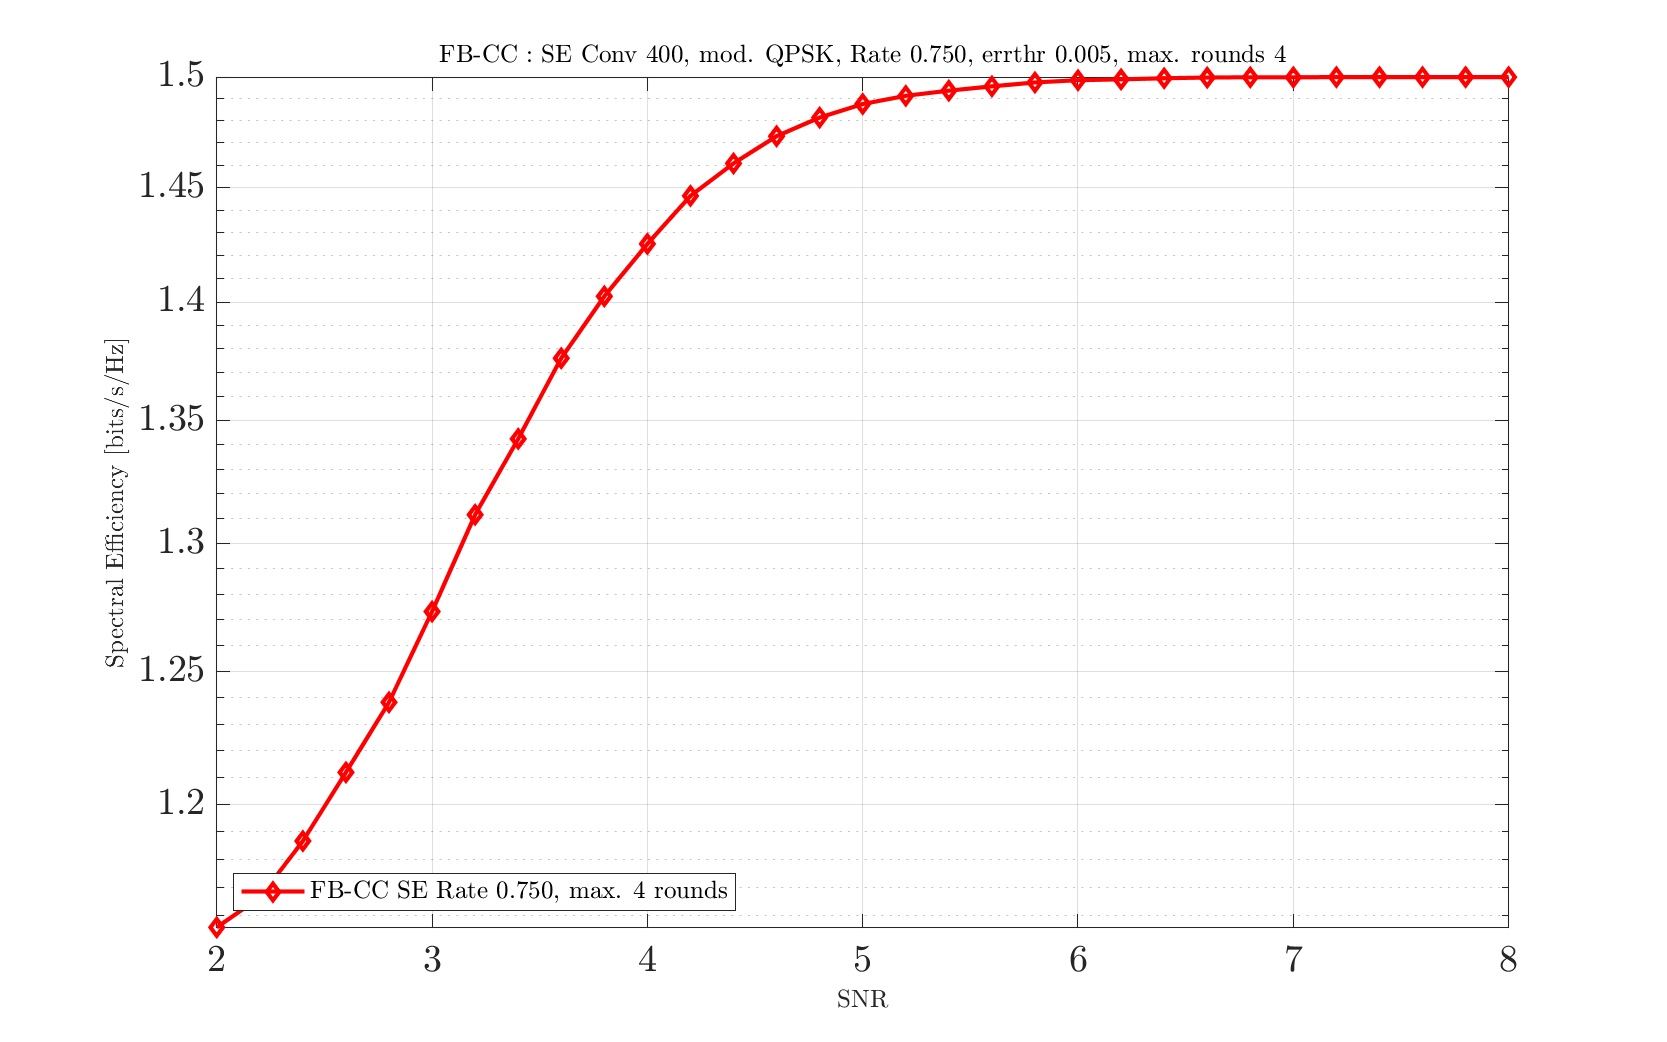 FB-CC : SE Conv 400, mod. QPSK, Rate 0.750, errthr 0.005, max. rounds 4
1.5
1.45
1.4
1.35
1.3
1.25
1.2
Spectral Efficiency [bits/s/Hz]
FB-CC SE Rate 0.750, max. 4 rounds
2 3 4 5 6 7 8
SNR